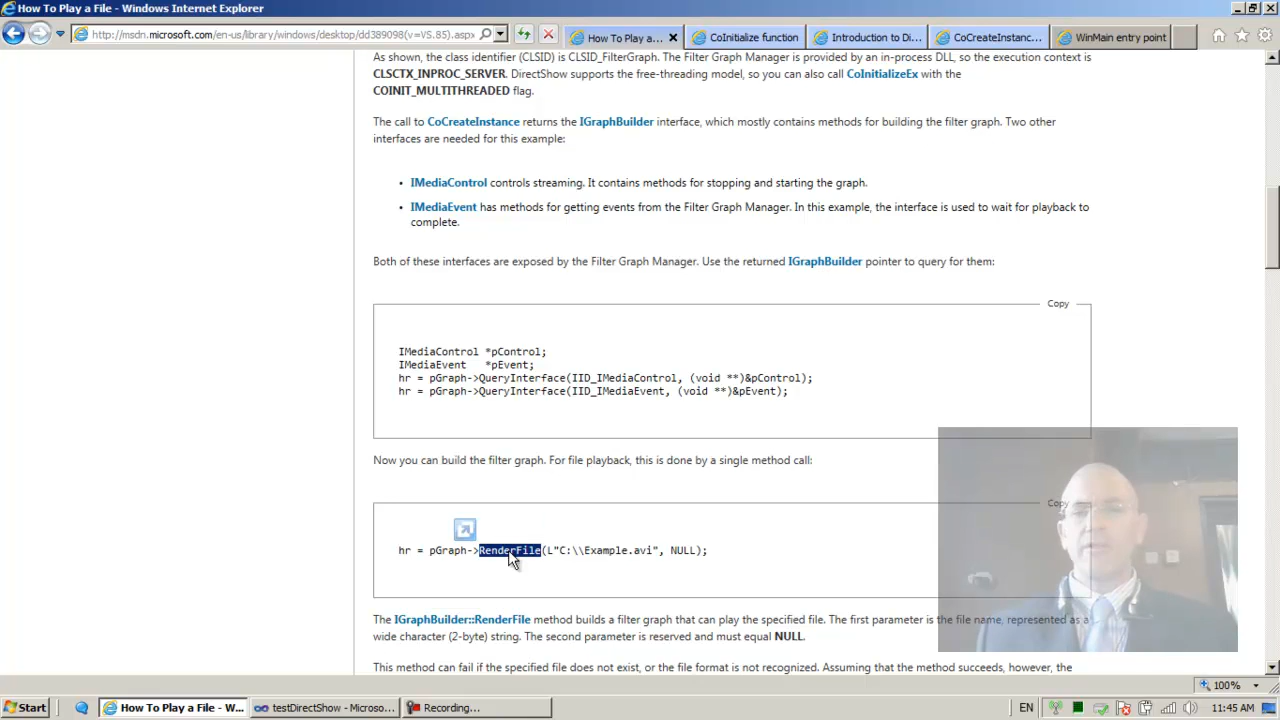 How To Play a File - Windows Internet Explorer
http://msdn.microsoft.com/en-us/library/windows/desktop/dd389098(v=VS.85).aspx
How To Play a...
CoInitialize function
Introduction to Di...
CoCreateInstanc...
WinMain entry point
As shown, the class identifier (CLSID) is CLSID_FilterGraph. The Filter Graph Manager is provided by an in-process DLL, so the execution context is
CLSCTX_INPROC_SERVER. DirectShow supports the free-threading model, so you can also call CoInitializeEx with the
COINIT_MULTITHREADED flag.
The call to CoCreateInstance returns the IGraphBuilder interface, which mostly contains methods for building the filter graph. Two other
interfaces are needed for this example:
• IMediaControl controls streaming. It contains methods for stopping and starting the graph.
• IMediaEvent has methods for getting events from the Filter Graph Manager. In this example, the interface is used to wait for playback to
complete.
Both of these interfaces are exposed by the Filter Graph Manager. Use the returned IGraphBuilder pointer to query for them:
Copy
IMediaControl *pControl;
IMediaEvent   *pEvent;
hr = pGraph->QueryInterface(IID_IMediaControl, (void **)&pControl);
hr = pGraph->QueryInterface(IID_IMediaEvent, (void **)&pEvent);
Now you can build the filter graph. For file playback, this is done by a single method call:
Copy
hr = pGraph->RenderFile(L"C:\\Example.avi", NULL);
The IGraphBuilder::RenderFile method builds a filter graph that can play the specified file. The first parameter is the file name, represented as a
wide character (2-byte) string. The second parameter is reserved and must equal NULL.
This method can fail if the specified file does not exist, or the file format is not recognized. Assuming that the method succeeds, however, the
100%
Start
How To Play a File - W...
testDirectShow - Microso...
Recording...
EN
11:45 AM